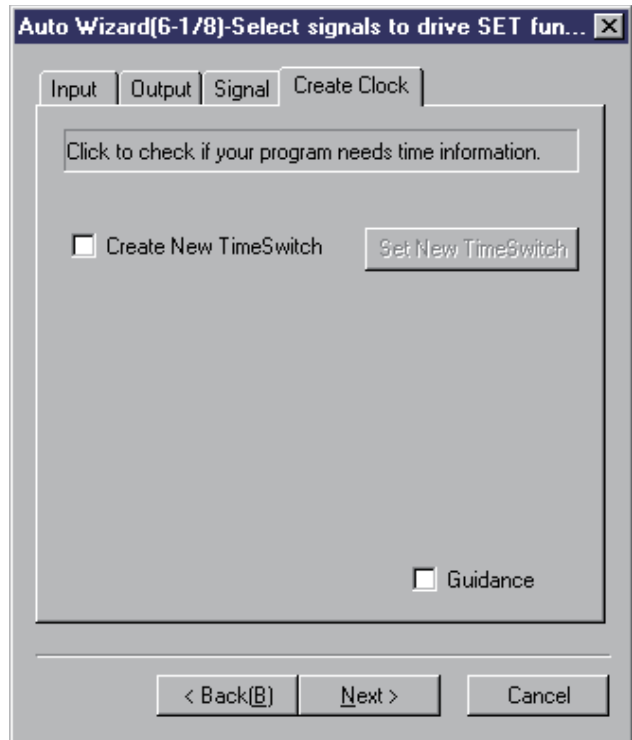 Auto Wizard(6-1/8)-Select signals to drive SET fun...
Input Output Signal Create Clock
Click to check if your program needs time information.
Create New TimeSwitch Set New TimeSwitch
Guidance
< Back(B) Next > Cancel